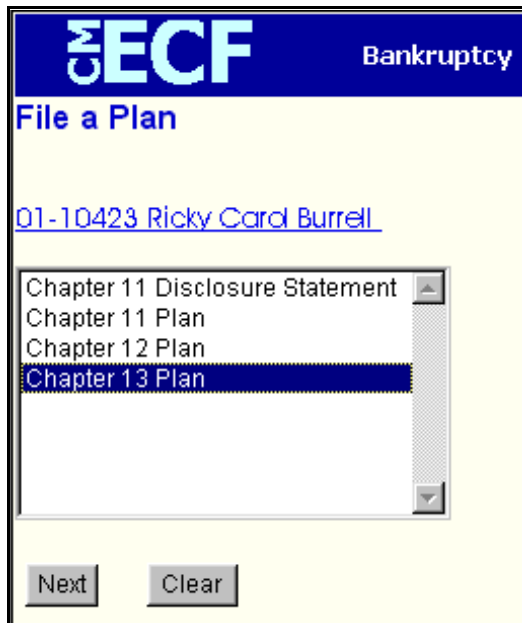 CM ECF Bankruptcy
File a Plan
01-10423 Ricky Carol Burrell
Chapter 11 Disclosure Statement
Chapter 11 Plan
Chapter 12 Plan
Chapter 13 Plan
Next Clear